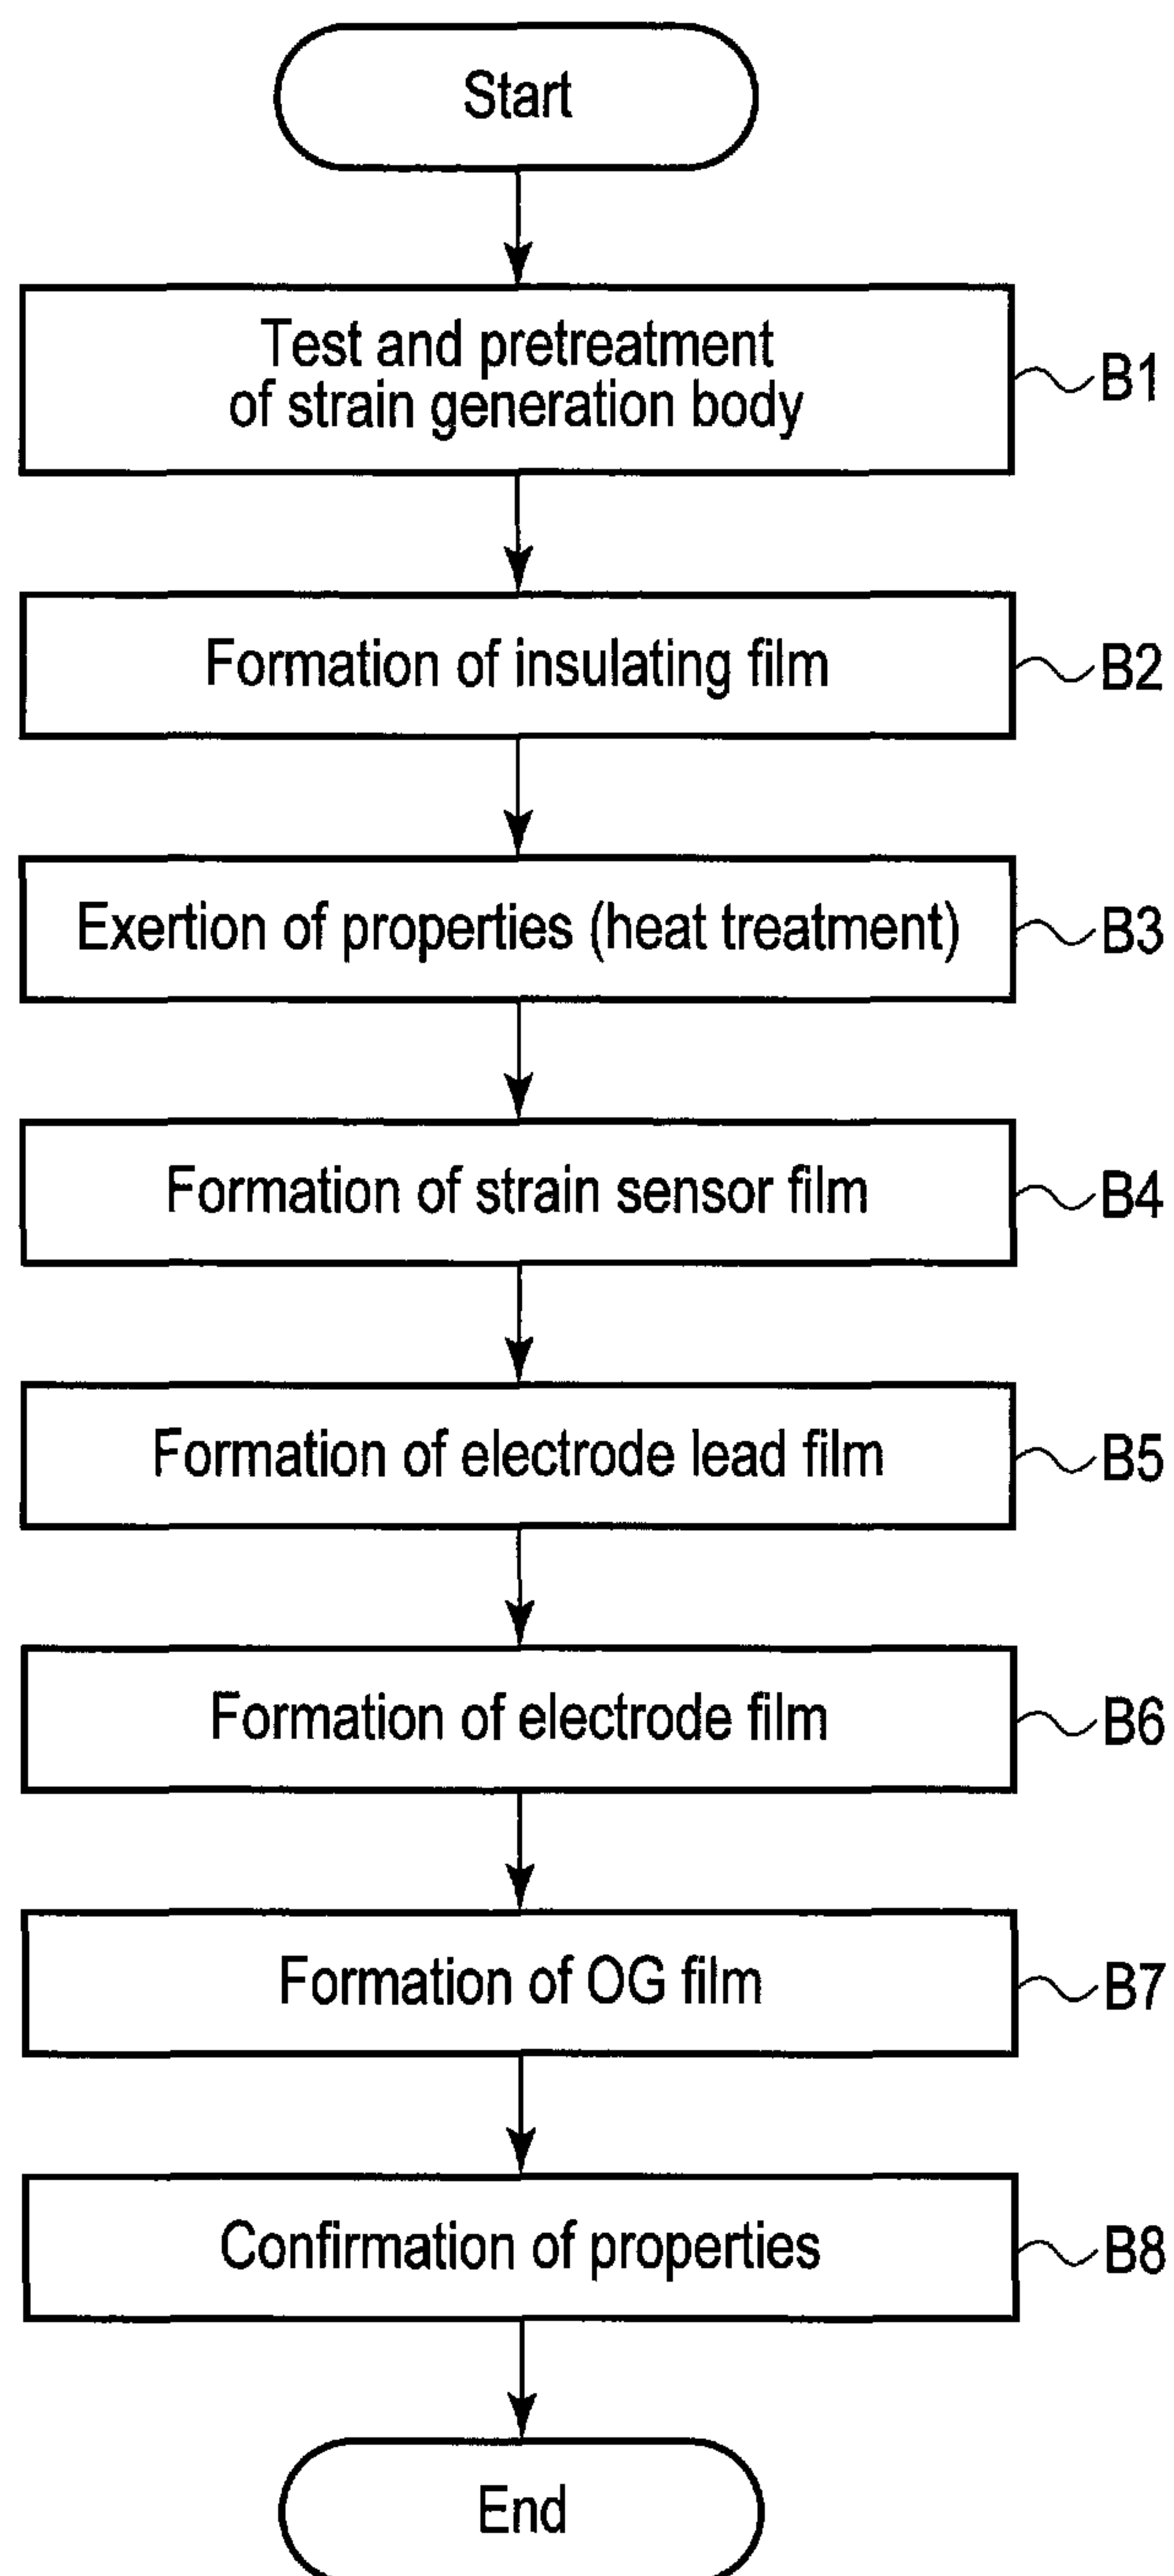 Start
Test and pretreatment
of strain generation body
B1
Formation of insulating film
B2
Exertion of properties (heat treatment)
B3
Formation of strain sensor film
B4
Formation of electrode lead film
B5
Formation of electrode film
B6
Formation of OG film
B7
Confirmation of properties
B8
End